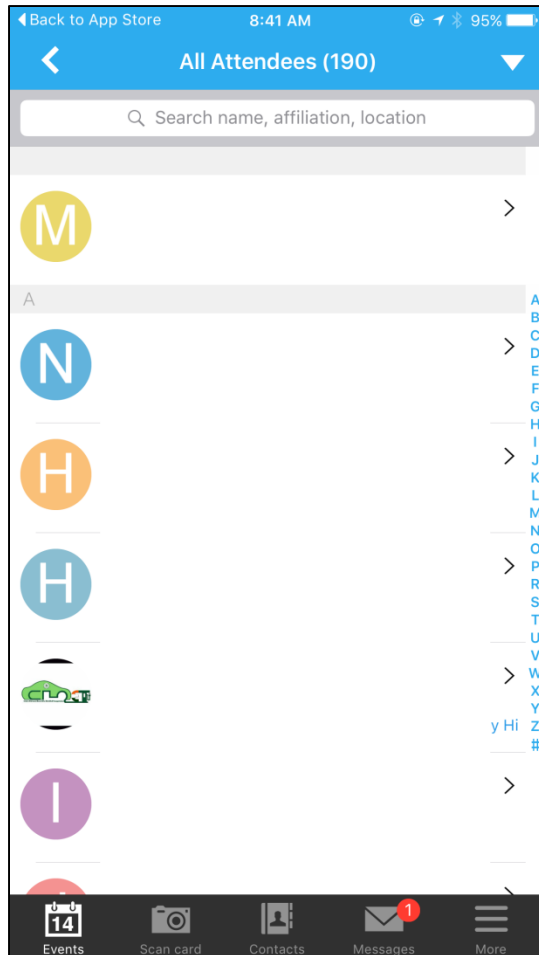 Back to App Store 8:41 AM 95%
All Attendees (190)
Search name, affiliation, location
M
A
N
H
H
y Hi
I
A
B
C
D
E
F
G
H
I
J
K
L
M
N
O
P
R
S
T
U
V
W
X
Y
Z
#
14
1
Events Scan card Contacts Messages More